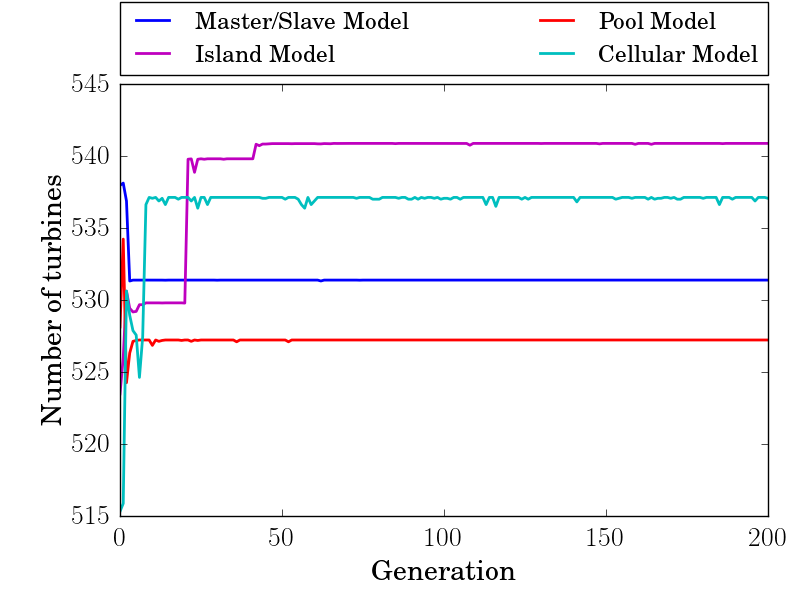 Master/Slave Model Pool Model
Island Model Cellular Model
545
540
535
530
525
520
515
Number of turbines
0 50 100 150 200
Generation